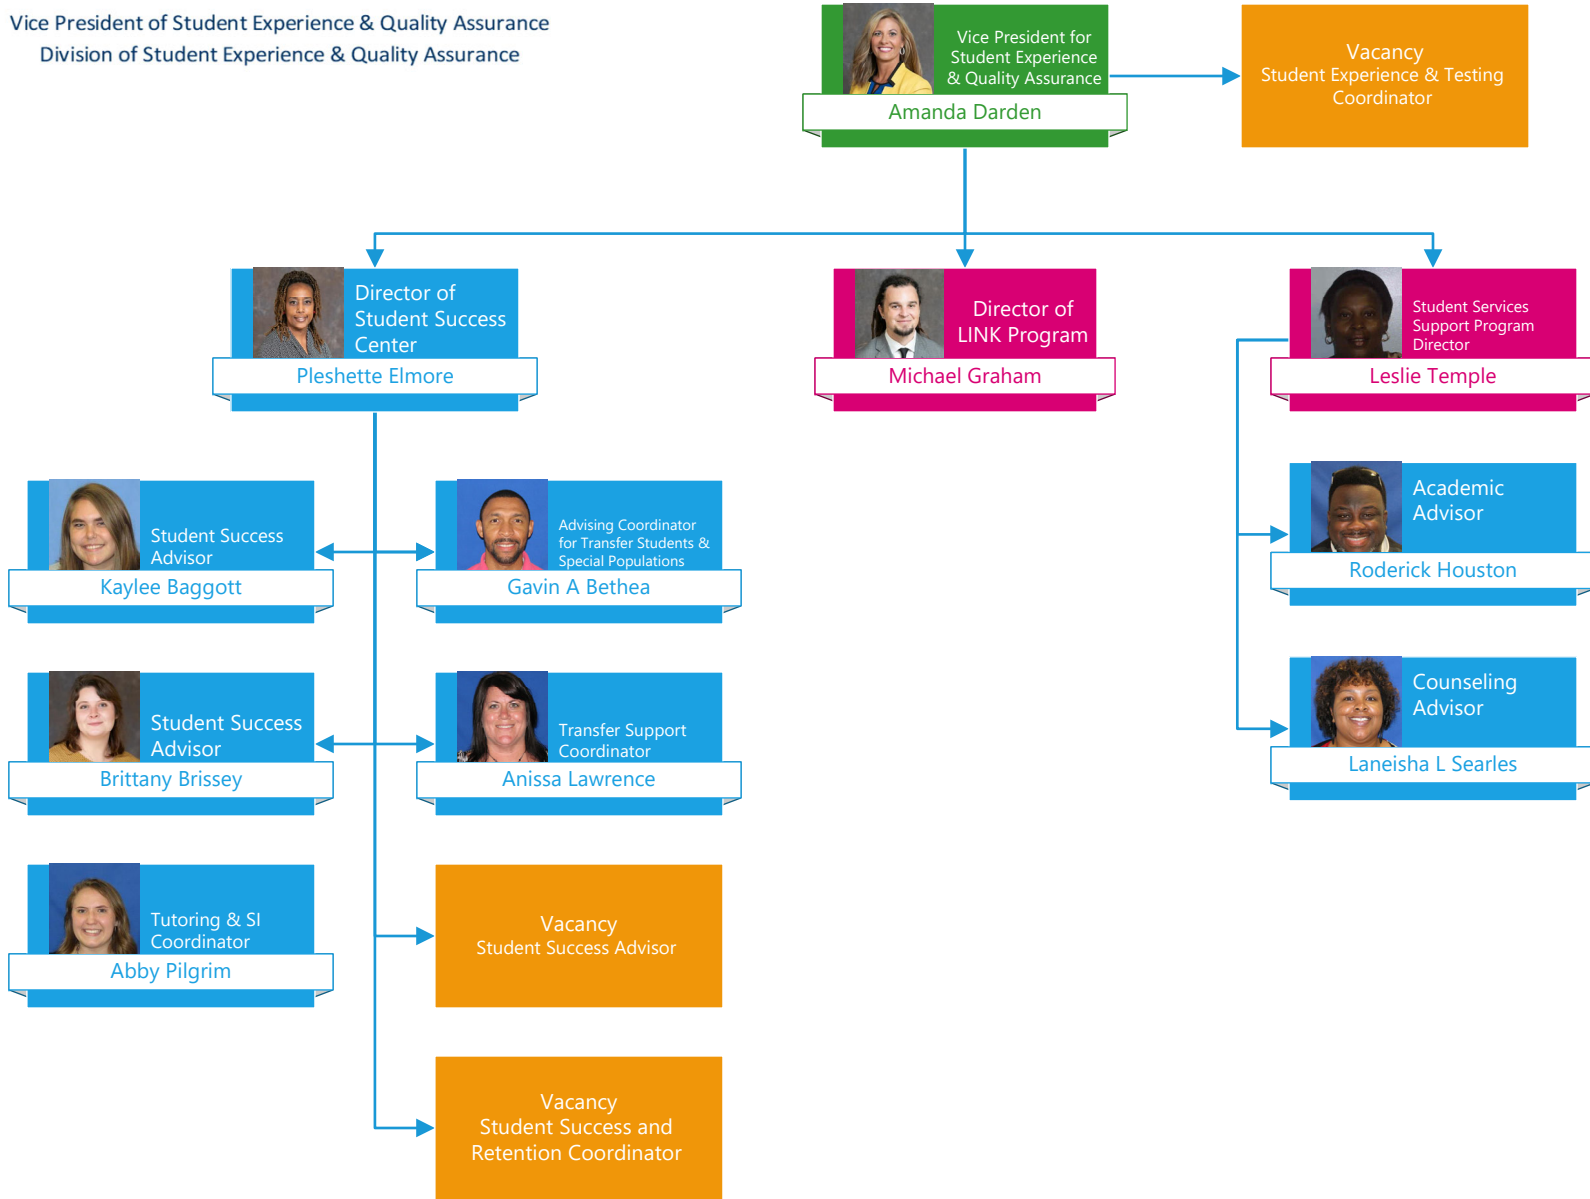 Vice President of Student Experience & Quality Assurance
Division of Student Experience & Quality Assurance
Vice President for
Student Experience
& Quality Assurance
Amanda Darden
Vacancy
Student Experience & Testing
Coordinator
Director of
Student Success
Center
Pleshette Elmore
Director of
LINK Program
Michael Graham
Student Services
Support Program
Director
Leslie Temple
Student Success
Advisor
Kaylee Baggott
Advising Coordinator
for Transfer Students &
Special Populations
Gavin A Bethea
Academic
Advisor
Roderick Houston
Student Success
Advisor
Brittany Brissey
Transfer Support
Coordinator
Anissa Lawrence
Counseling
Advisor
Laneisha L Searles
Tutoring & SI
Coordinator
Abby Pilgrim
Vacancy
Student Success Advisor
Vacancy
Student Success and
Retention Coordinator